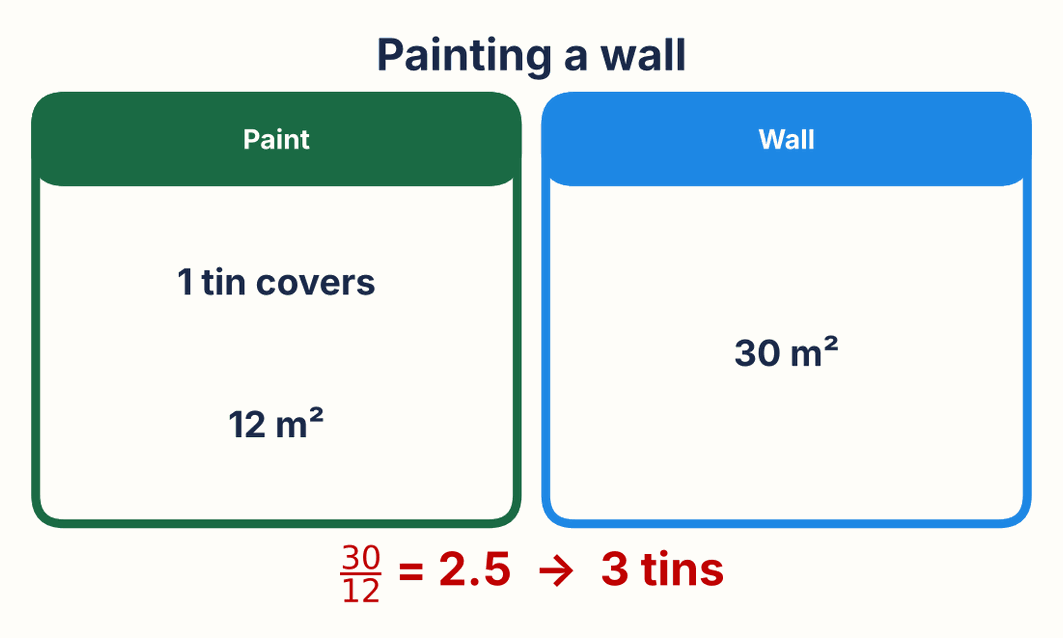 Painting a wall
Paint
1 tin covers
12 m²
Wall
30 m²
30/12 = 2.5 → 3 tins